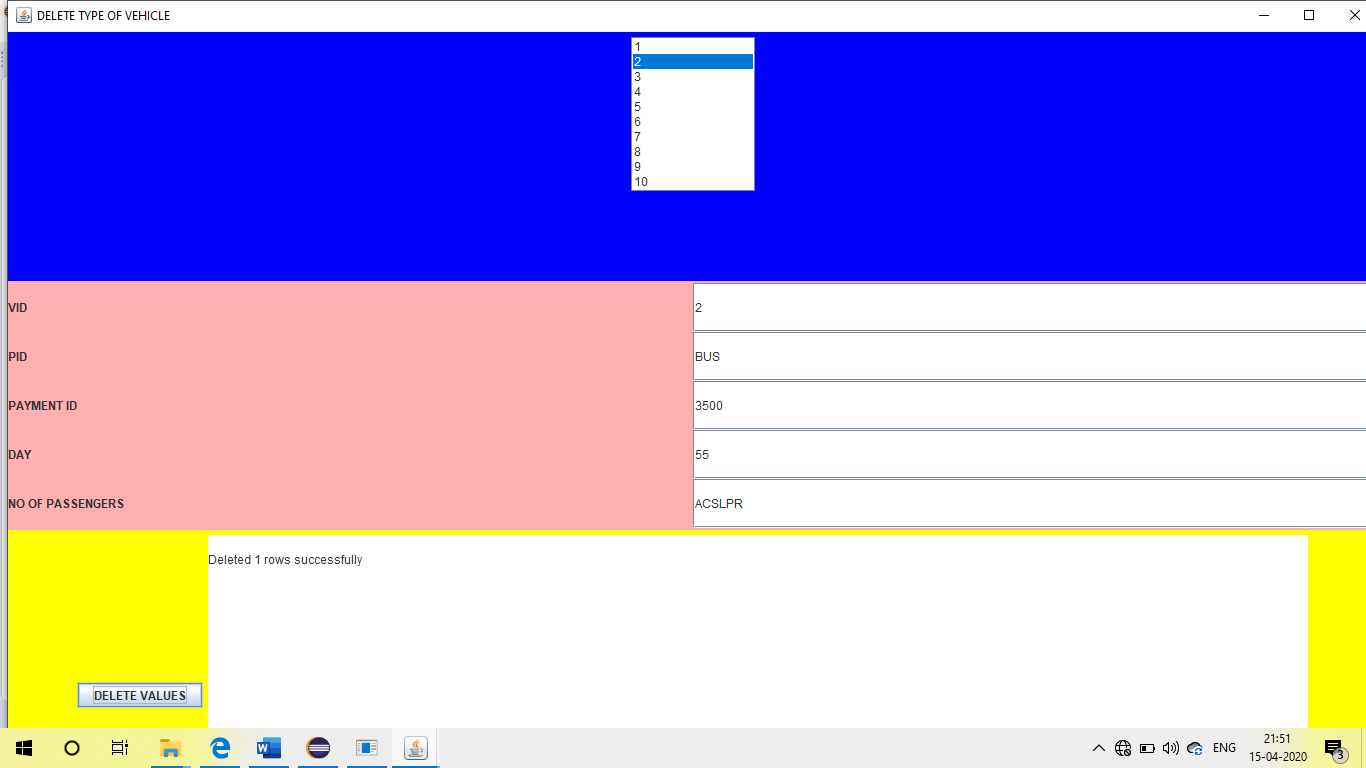 DELETE TYPE OF VEHICLE
1
2
3
4
5
6
7
8
9
10
VID 2
PID BUS
PAYMENT ID 3500
DAY 55
NO OF PASSENGERS ACSLPR
Deleted 1 rows successfully
DELETE VALUES
ENG
21:51
15-04-2020
3